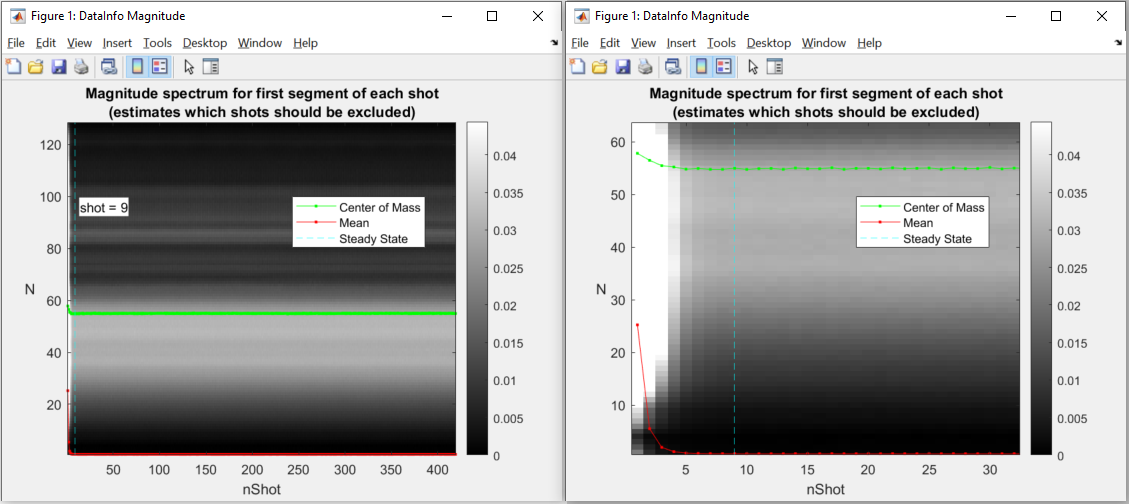 Figure 1: DataInfo Magnitude
File Edit View Insert Tools Desktop Window Help
Magnitude spectrum for first segment of each shot
(estimates which shots should be excluded)
120
100
80
60
40
20
N
shot = 9
Center of Mass
Mean
Steady State
50 100 150 200 250 300 350 400
nShot
0.04
0.035
0.03
0.025
0.02
0.015
0.01
0.005
0
Figure 1: DataInfo Magnitude
File Edit View Insert Tools Desktop Window Help
Magnitude spectrum for first segment of each shot
(estimates which shots should be excluded)
60
50
40
30
20
10
N
Center of Mass
Mean
Steady State
5 10 15 20 25 30
nShot
0.04
0.035
0.03
0.025
0.02
0.015
0.01
0.005
0